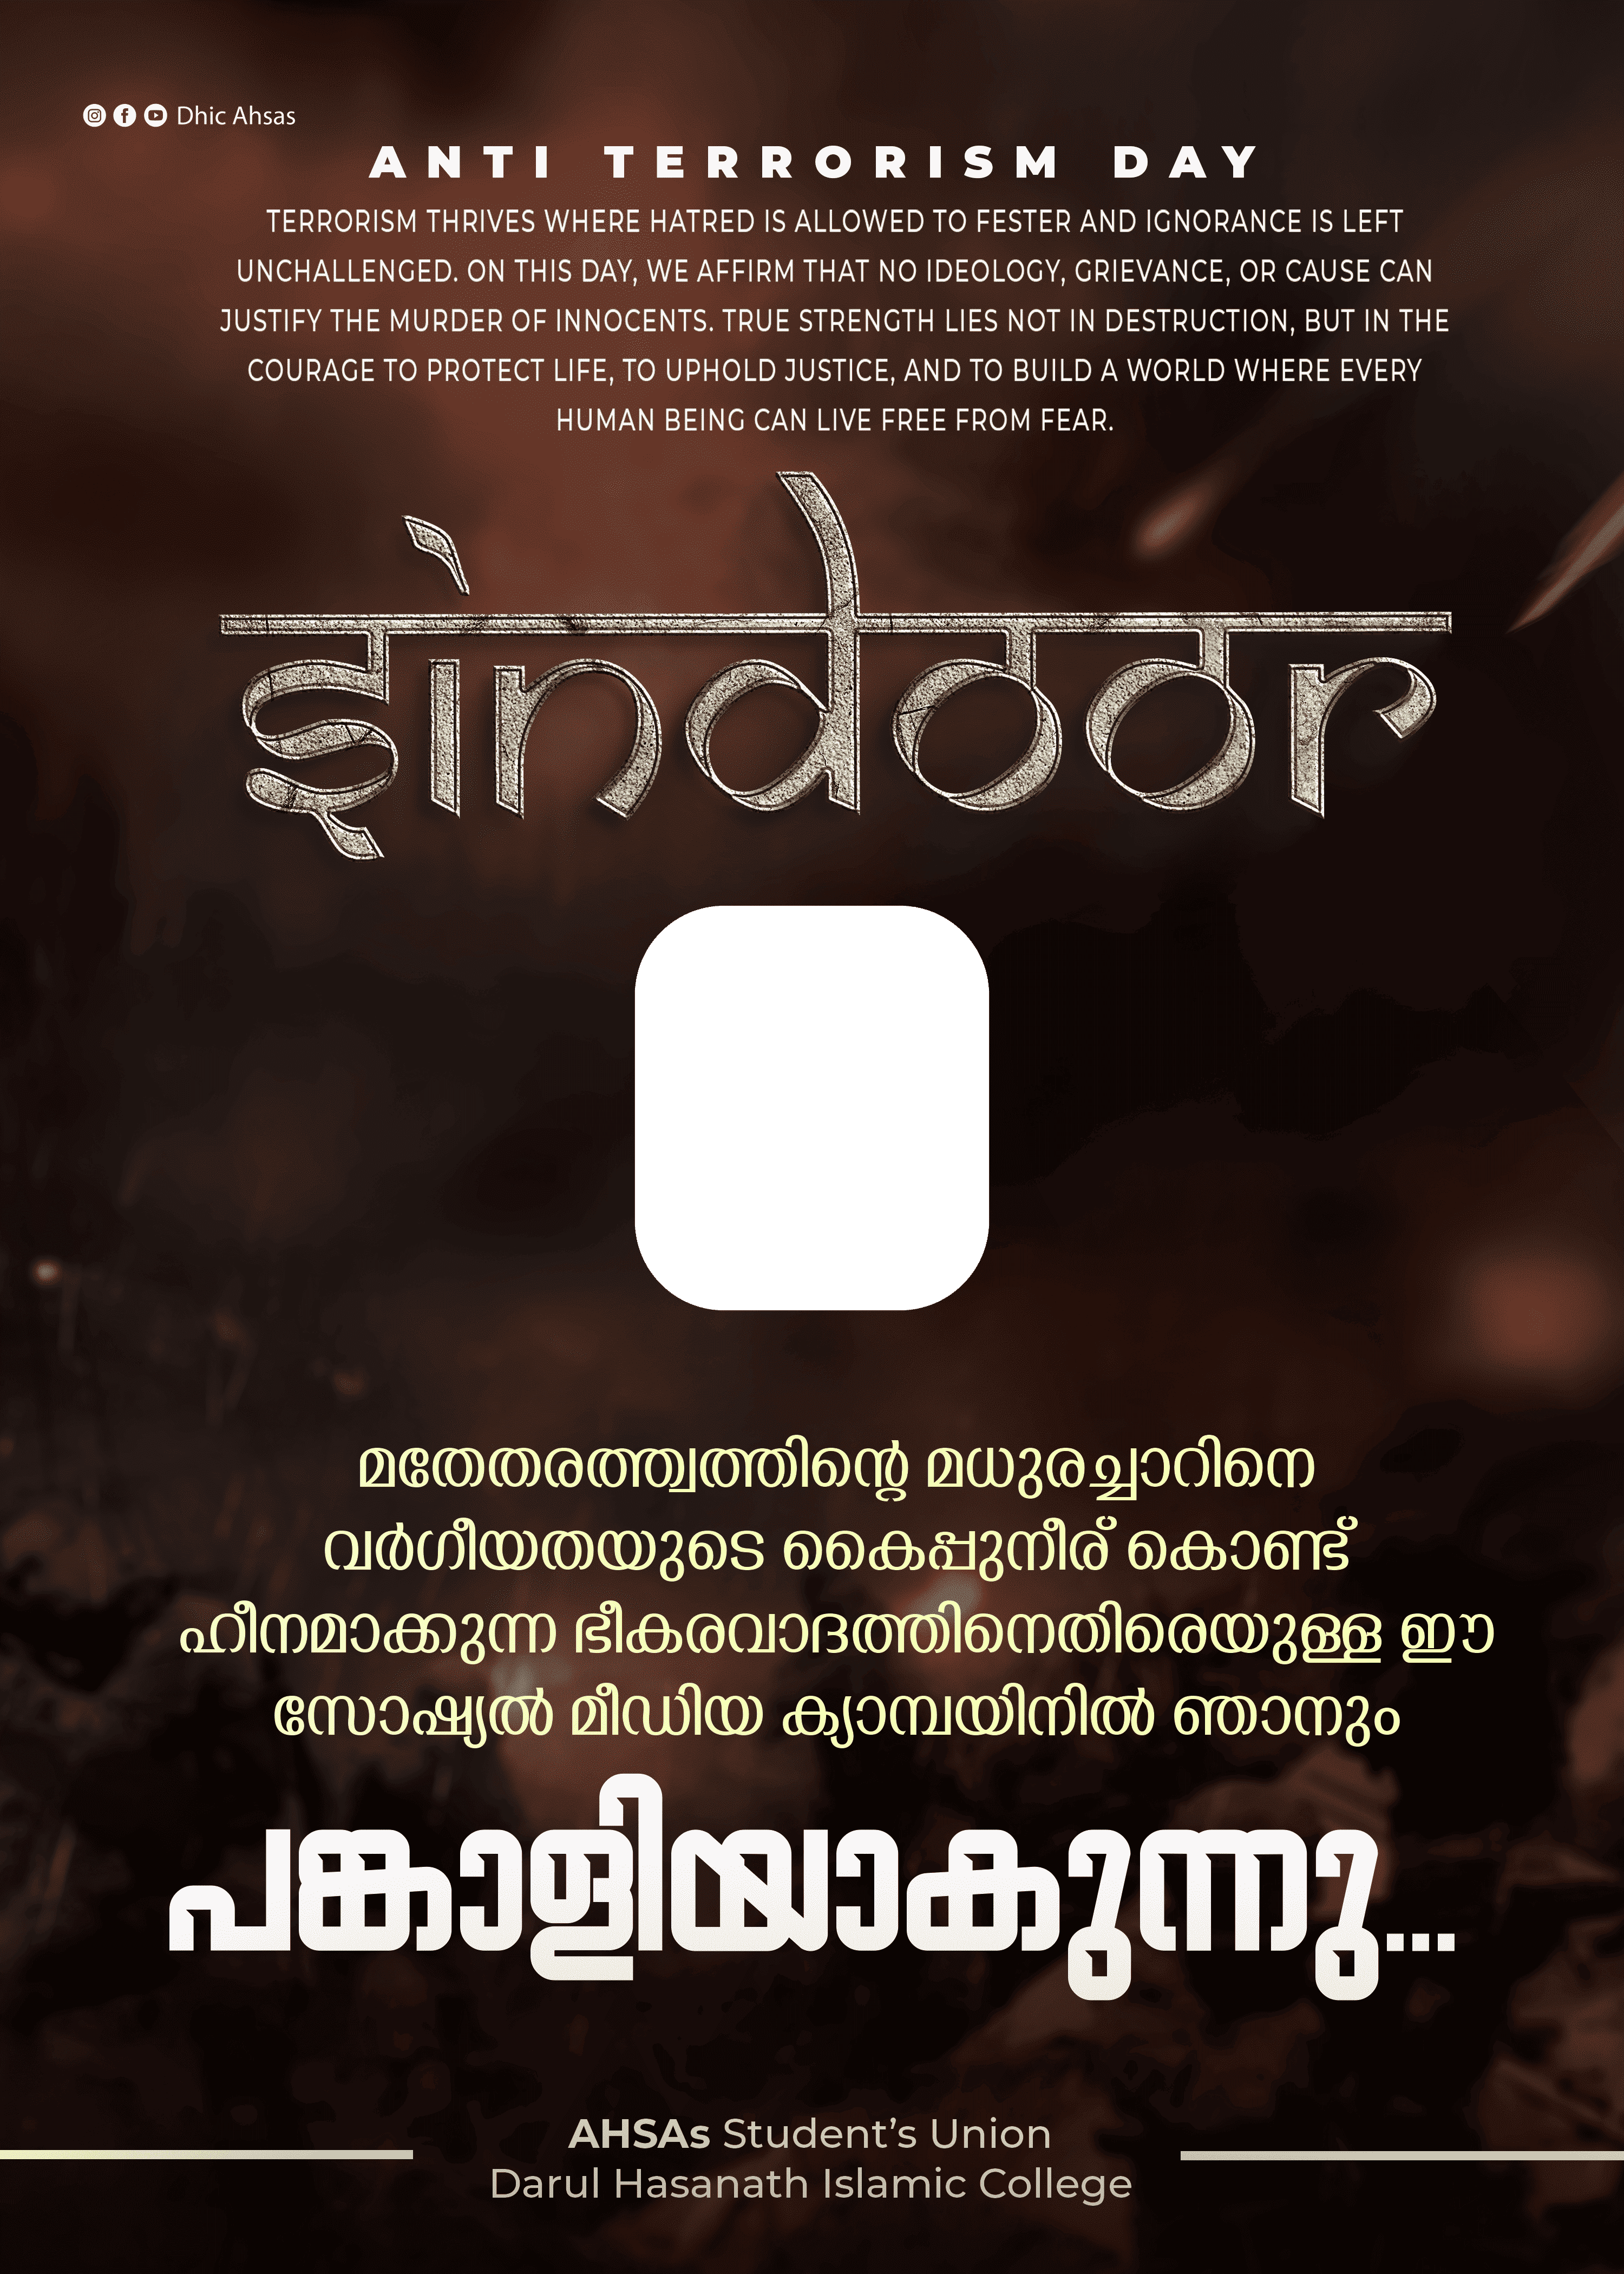 Dhic Ahsas
ANTI TERRORISM DAY
TERRORISM THRIVES WHERE HATRED IS ALLOWED TO FESTER AND IGNORANCE IS LEFT
UNCHALLENGED. ON THIS DAY, WE AFFIRM THAT NO IDEOLOGY, GRIEVANCE, OR CAUSE CAN
JUSTIFY THE MURDER OF INNOCENTS. TRUE STRENGTH LIES NOT IN DESTRUCTION, BUT IN THE
COURAGE TO PROTECT LIFE, TO UPHOLD JUSTICE, AND TO BUILD A WORLD WHERE EVERY
HUMAN BEING CAN LIVE FREE FROM FEAR.
sindoor
മതേതരത്ത്വത്തിന്റെ മധുരച്ചാറിനെ
വർഗീയതയുടെ കൈപ്പുനീര് കൊണ്ട്
ഹീനമാക്കുന്ന ഭീകരവാദത്തിനെതിരെയുള്ള ഈ
സോഷ്യൽ മീഡിയ ക്യാമ്പയിനിൽ ഞാനും
പങ്കാളിയാകുന്നു...
AHSAs Student’s Union
Darul Hasanath Islamic College